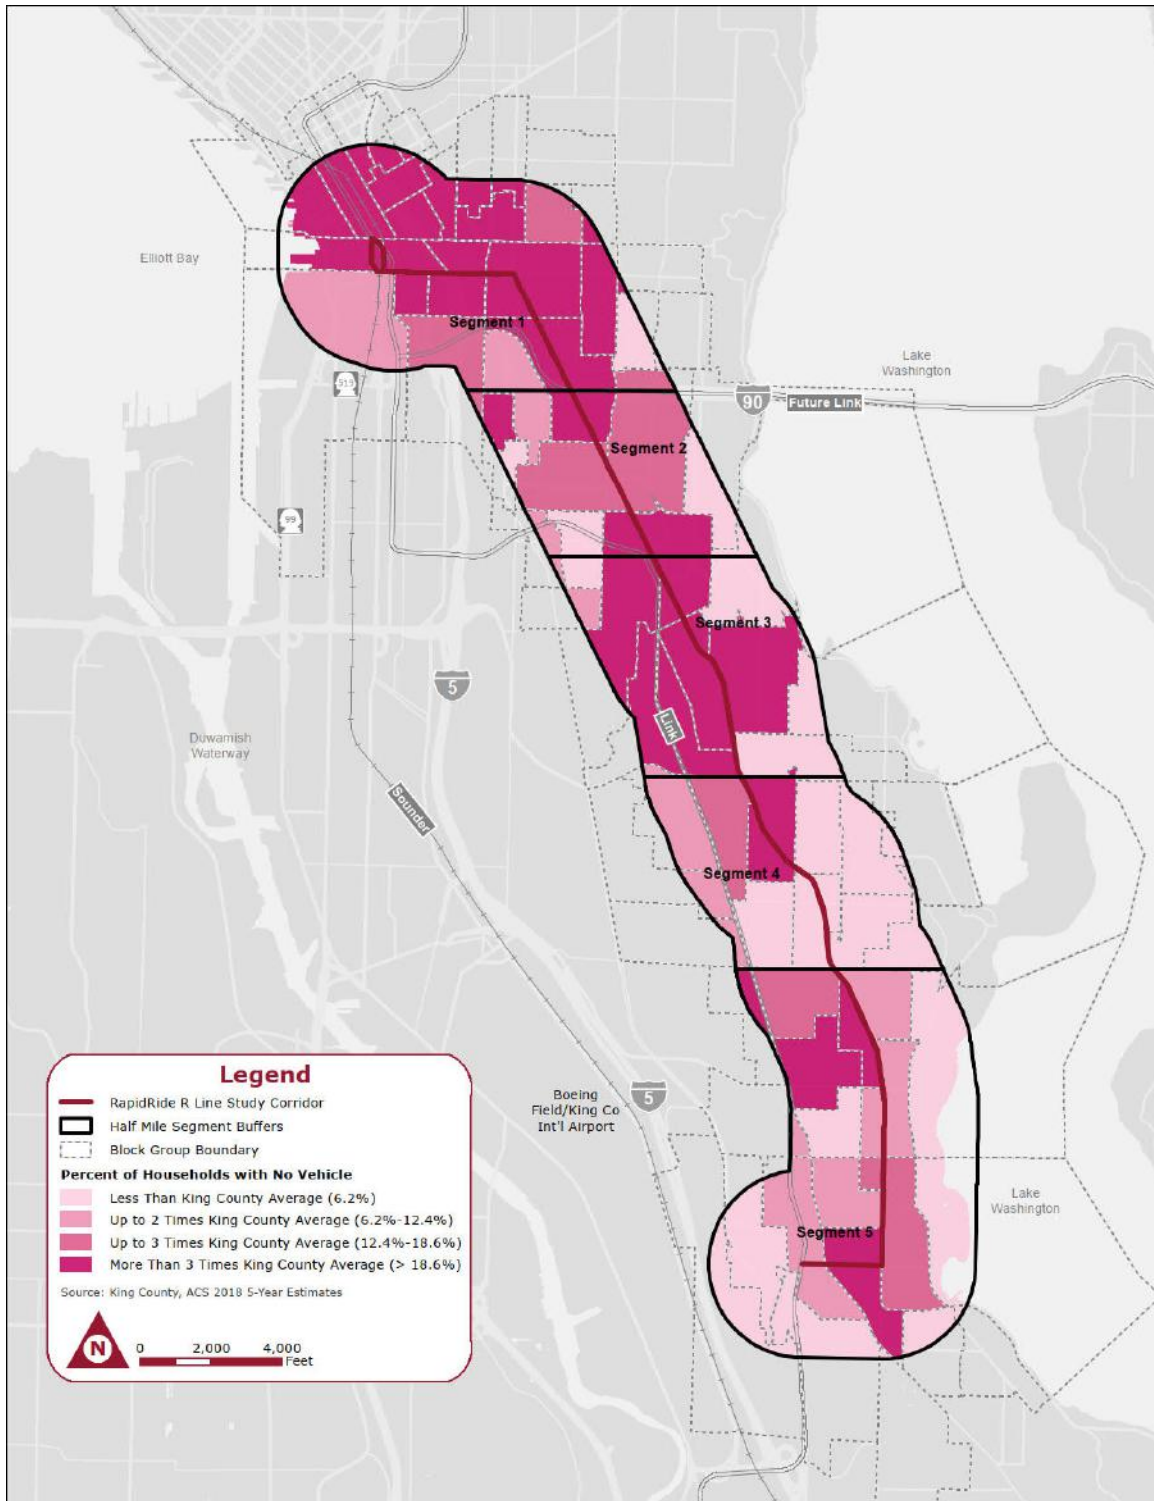 Elliott Bay
Segment 1
Lake
Washington
519
90
Future Link
Segment 2
99
Segment 3
5
Link
Duwamish
Waterway
Sounder
Segment 4
Boeing
Field/King Co
Int'l Airport
5
Lake
Washington
Segment 5
Legend
RapidRide R Line Study Corridor
Half Mile Segment Buffers
Block Group Boundary
Percent of Households with No Vehicle
Less Than King County Average (6.2%)
Up to 2 Times King County Average (6.2%-12.4%)
Up to 3 Times King County Average (12.4%-18.6%)
More Than 3 Times King County Average (> 18.6%)
Source: King County, ACS 2018 5-Year Estimates
N
0 2,000 4,000
Feet